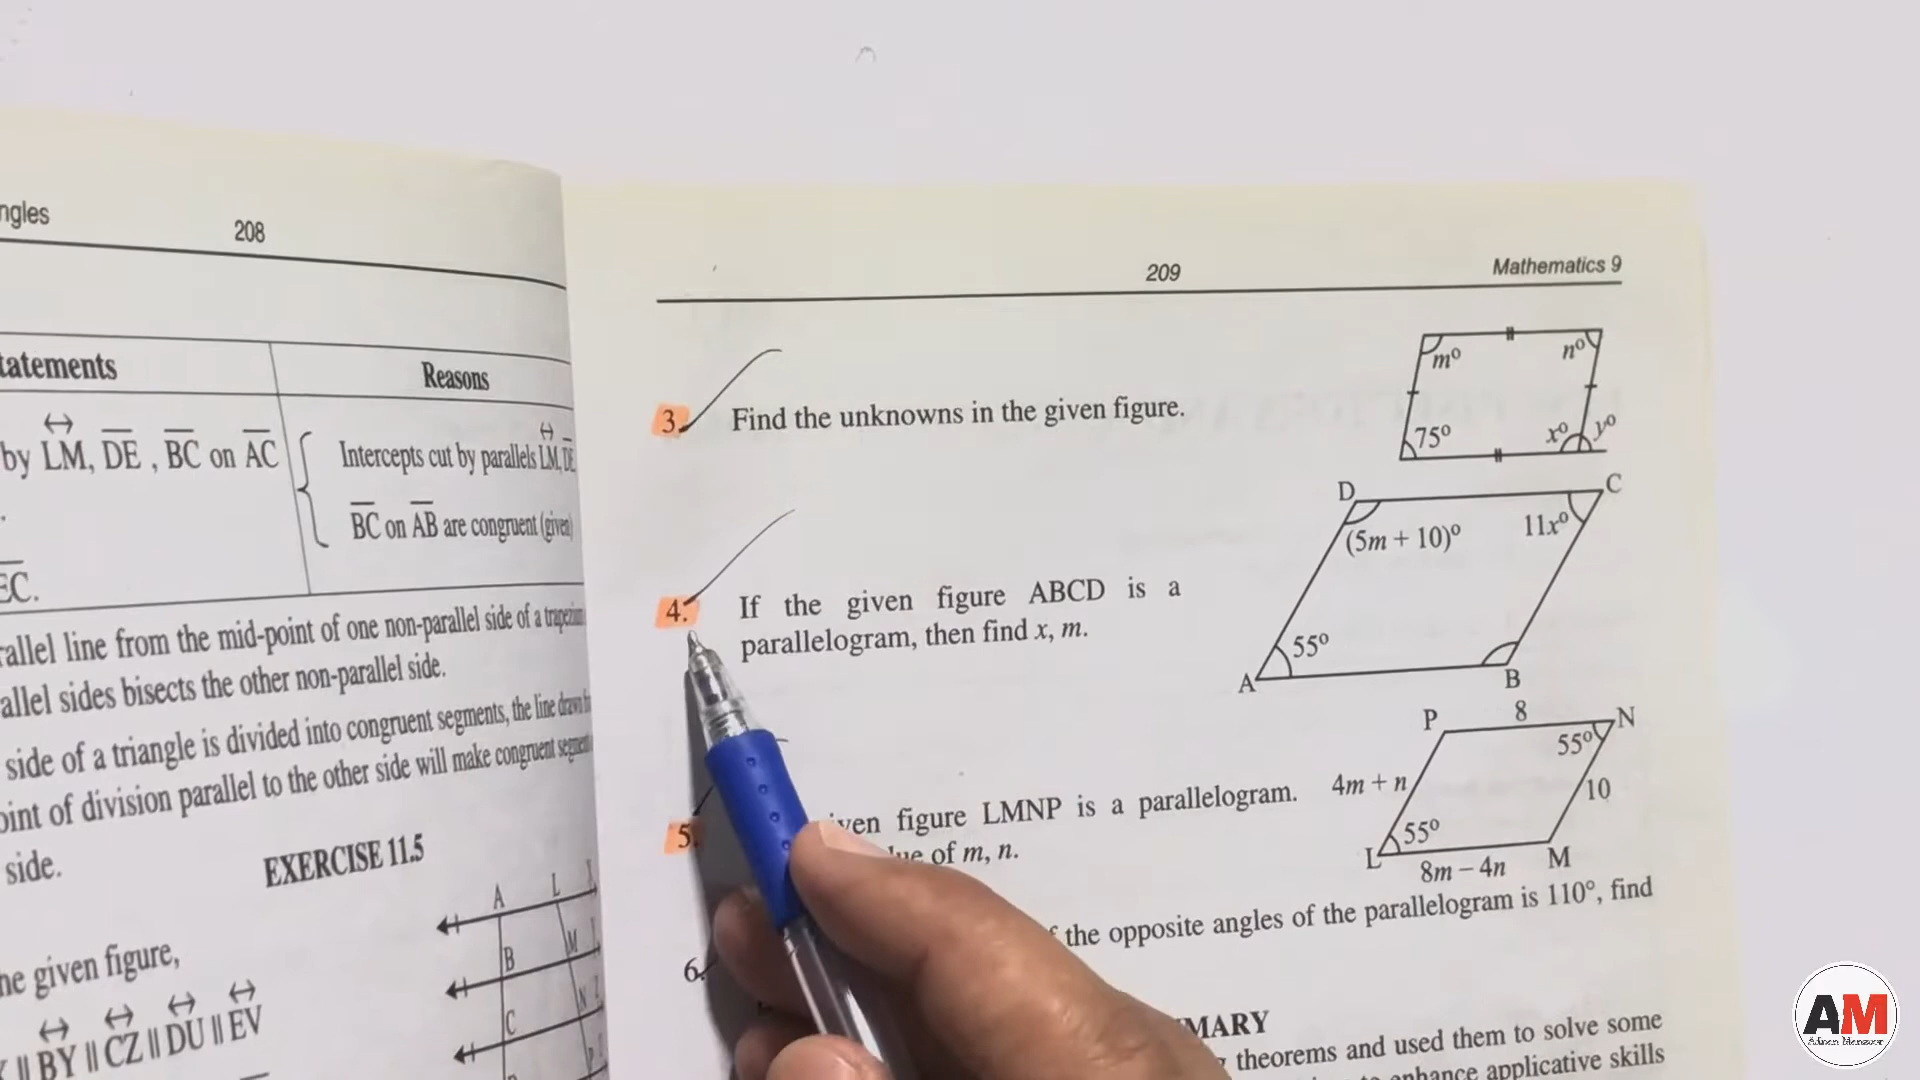 ngles
208
tatements
Reasons
by LM, DE, BC on AC
Intercepts cut by parallels LM, DE
BC on AB are congruent (given)
EC.
rallel line from the mid-point of one non-parallel side of a trapezium
allel sides bisects the other non-parallel side.
side of a triangle is divided into congruent segments, the line drawn
oint of division parallel to the other side will make congruent segment
side.
EXERCISE 11.5
he given figure,
|| BY || CZ || DU || EV
A L
B M
C N Z
209
Mathematics 9
3. Find the unknowns in the given figure.
m° n°
75° x° y°
4. If the given figure ABCD is a
parallelogram, then find x, m.
D C
(5m + 10)° 11x°
55°
A B
5. iven figure LMNP is a parallelogram.
lue of m, n.
P 8 N
55°
4m + n 10
55°
L 8m – 4n M
6. the opposite angles of the parallelogram is 110°, find
MARY
theorems and used them to solve some
enhance applicative skills
AM
Adnan Manzoor